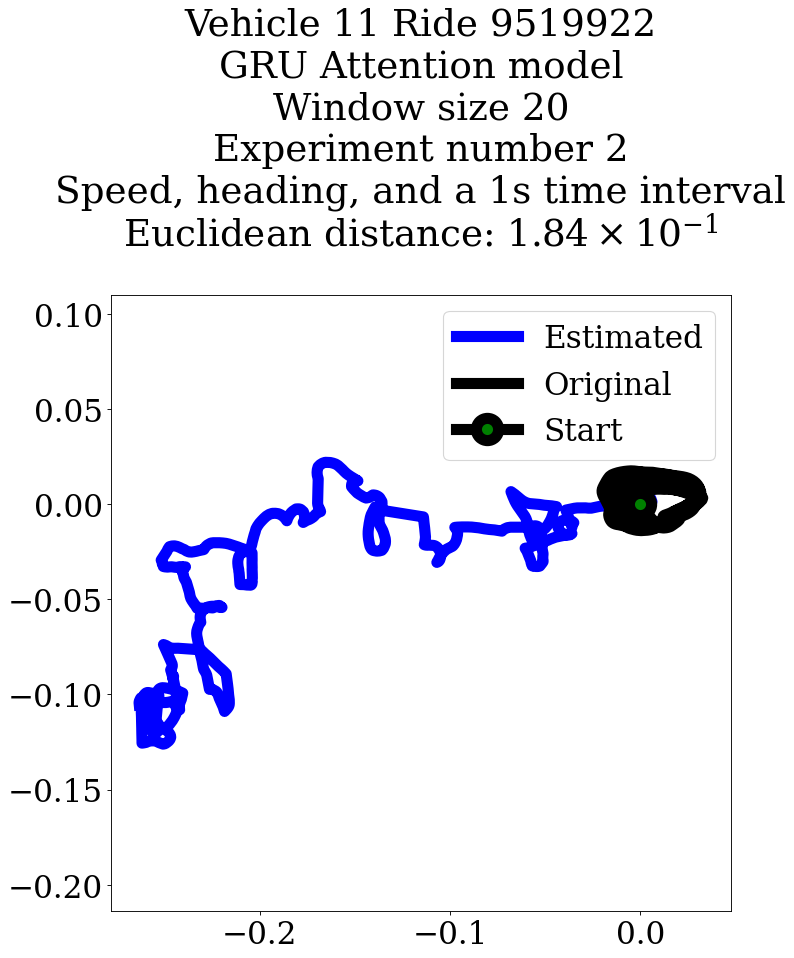 Vehicle 11 Ride 9519922
GRU Attention model
Window size 20
Experiment number 2
Speed, heading, and a 1s time interval
Euclidean distance: 1.84 × 10⁻¹
Estimated
Original
Start
0.10
0.05
0.00
−0.05
−0.10
−0.15
−0.20
−0.2
−0.1
0.0